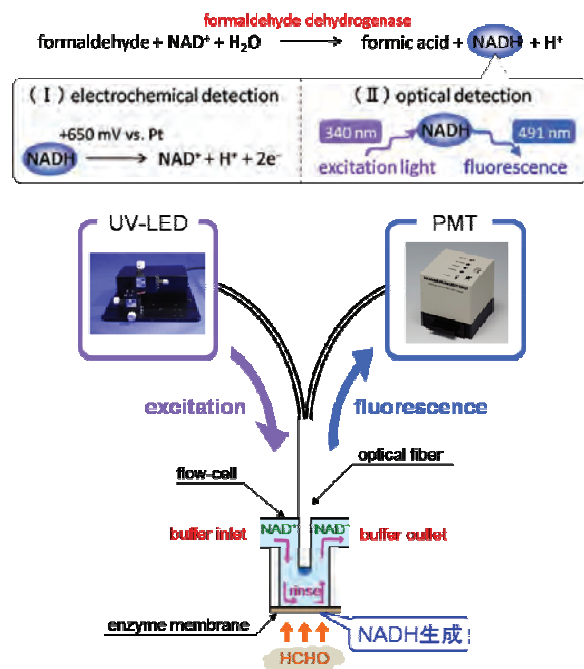 formaldehyde dehydrogenase
formaldehyde + NAD⁺ + H₂O → formic acid + NADH + H⁺
( I ) electrochemical detection
+650 mV vs. Pt
NADH → NAD⁺ + H⁺ + 2e⁻
( II ) optical detection
340 nm NADH 491 nm
excitation light fluorescence
UV-LED
PMT
excitation
fluorescence
optical fiber
flow-cell
NAD⁺ NAD⁺
buffer inlet
buffer outlet
rinse
enzyme membrane
NADH生成
HCHO